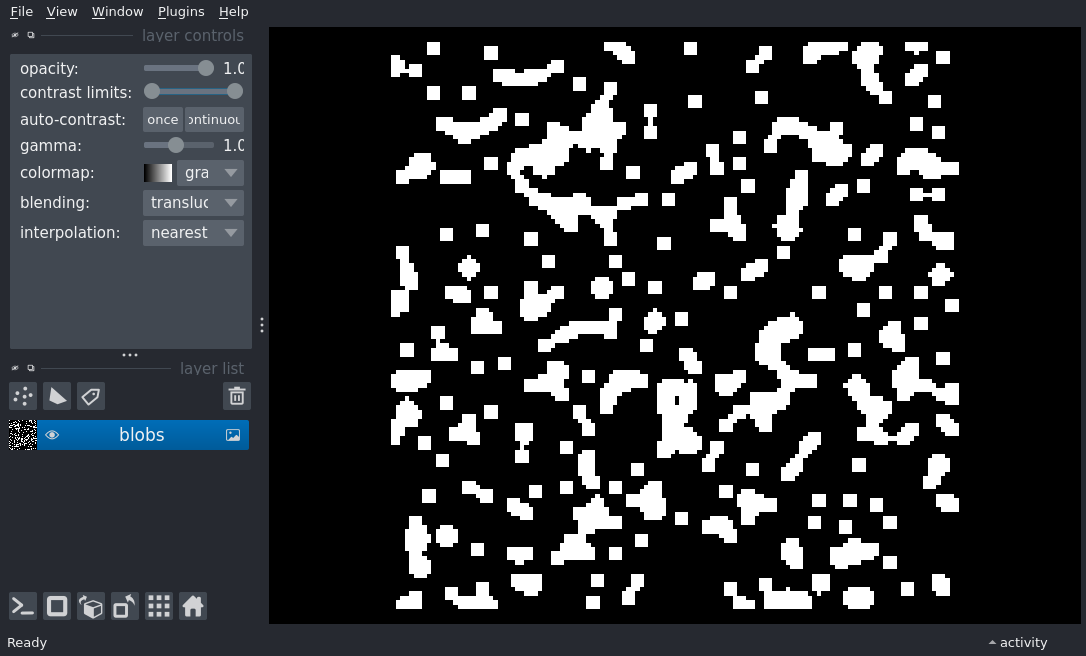 File View Window Plugins Help
layer controls
opacity: 1.0
contrast limits:
auto-contrast: once ontinuou
gamma: 1.0
colormap: gra
blending: transluc
interpolation: nearest
layer list
blobs
Ready activity